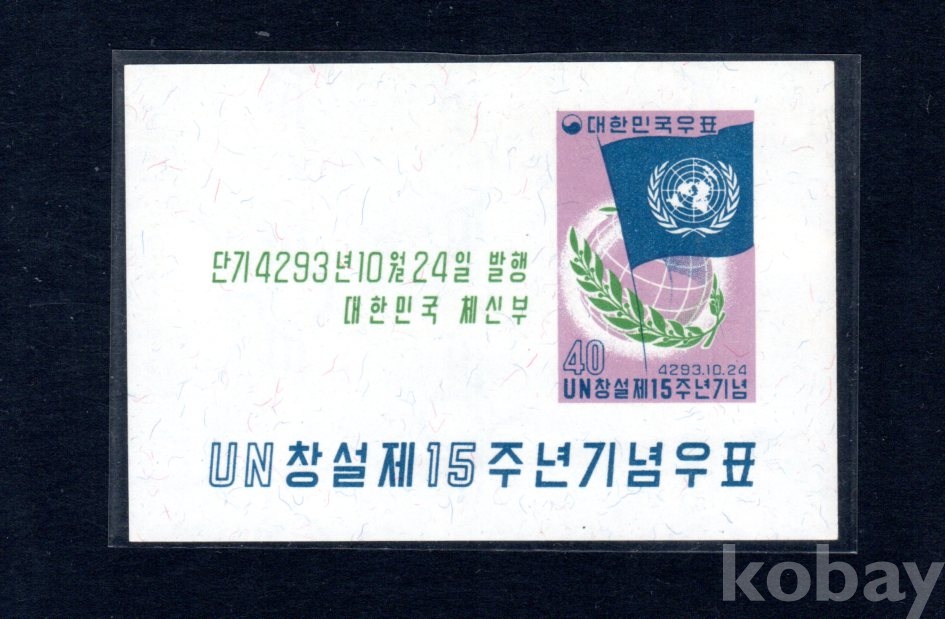 대한민국우표
단기4293년10월24일 발행
대한민국 체신부
40
4293.10.24
UN창설제15주년기념
UN창설제15주년기념우표
kobay